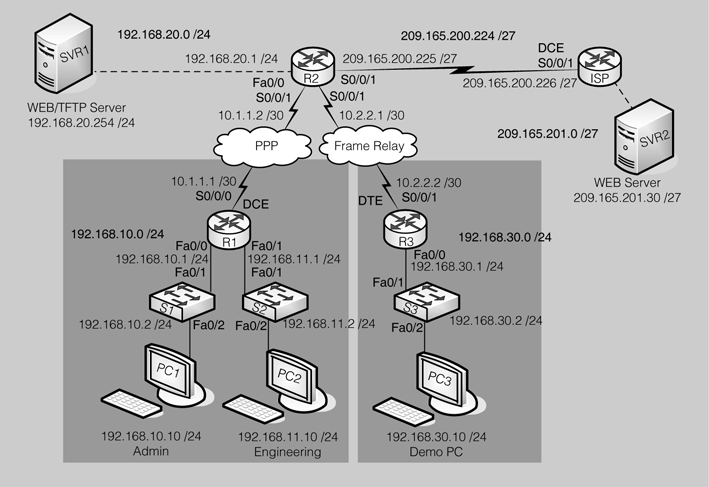 192.168.20.0 /24
209.165.200.224 /27
SVR1
192.168.20.1 /24
R2
209.165.200.225 /27
DCE
S0/0/1
ISP
Fa0/0
S0/0/1
209.165.200.226 /27
S0/0/1
S0/0/1
WEB/TFTP Server
192.168.20.254 /24
10.1.1.2 /30
10.2.2.1 /30
209.165.201.0 /27
SVR2
PPP
Frame Relay
WEB Server
209.165.201.30 /27
10.1.1.1 /30
S0/0/0
DCE
10.2.2.2 /30
S0/0/1
DTE
192.168.10.0 /24
R1
R3
192.168.30.0 /24
Fa0/0
Fa0/1
192.168.10.1 /24
192.168.11.1 /24
Fa0/1
Fa0/1
Fa0/0
192.168.30.1 /24
Fa0/1
S1
S2
S3
192.168.10.2 /24
Fa0/2
Fa0/2
192.168.11.2 /24
Fa0/2
192.168.30.2 /24
PC1
PC2
PC3
192.168.10.10 /24
Admin
192.168.11.10 /24
Engineering
192.168.30.10 /24
Demo PC